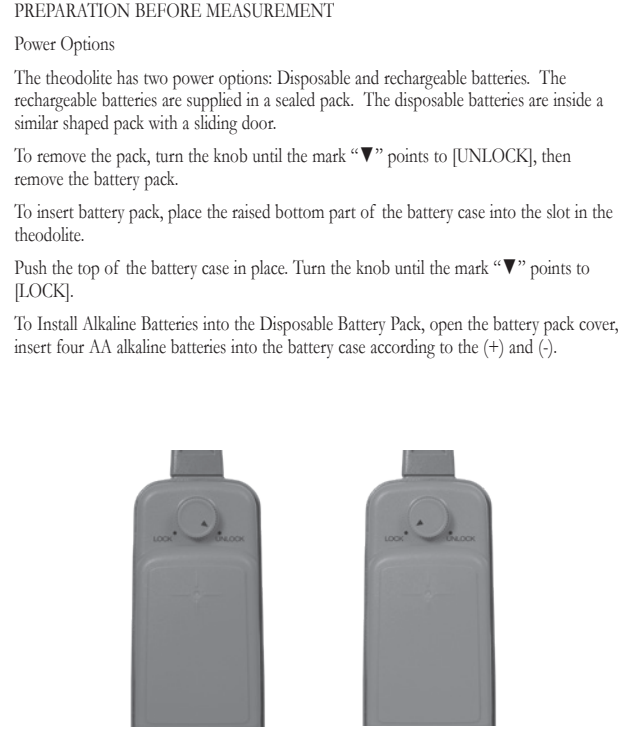 PREPARATION BEFORE MEASUREMENT
Power Options
The theodolite has two power options: Disposable and rechargeable batteries. The
rechargeable batteries are supplied in a sealed pack. The disposable batteries are inside a
similar shaped pack with a sliding door.
To remove the pack, turn the knob until the mark “▼” points to [UNLOCK], then
remove the battery pack.
To insert battery pack, place the raised bottom part of the battery case into the slot in the
theodolite.
Push the top of the battery case in place. Turn the knob until the mark “▼” points to
[LOCK].
To Install Alkaline Batteries into the Disposable Battery Pack, open the battery pack cover,
insert four AA alkaline batteries into the battery case according to the (+) and (-).
LOCK UNLOCK LOCK UNLOCK